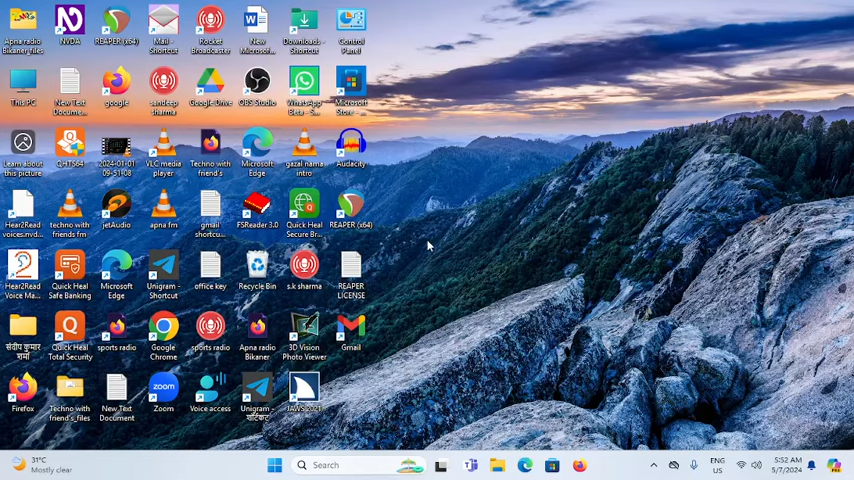 Apna radio
Bikaner_files
NVDA
REAPER (x64)
Mail -
Shortcut
Rocket
Broadcaster
New
Microsof...
Downloads -
Shortcut
Control
Panel
This PC
New Text
Docume...
google
sandeep
sharma
Google Drive
OBS Studio
WhatsApp
Beta - S...
Microsoft
Store - ...
Learn about
this picture
QHTS64
2024-01-01
09-51-08
VLC media
player
Techno with
friend's
Microsoft
Edge
gazal nama
intro
Audacity
Hear2Read
voices.nvd...
techno with
friends fm
jetAudio
apna fm
gmail
shortcu...
FSReader 3.0
Quick Heal
Secure Br...
REAPER (x64)
Hear2Read
Voice Ma...
Quick Heal
Safe Banking
Microsoft
Edge
Unigram -
Shortcut
office key
Recycle Bin
s.k sharma
REAPER
LICENSE
संदीप कुमार
शर्मा
Quick Heal
Total Security
sports radio
Google
Chrome
sports radio
Apna radio
Bikaner
3D Vision
Photo Viewer
Gmail
Firefox
Techno with
friend's_files
New Text
Document
Zoom
Voice access
Unigram -
शॉर्टकट
JAWS 2021
31°C
Mostly clear
Search
ENG
US
5:52 AM
5/7/2024